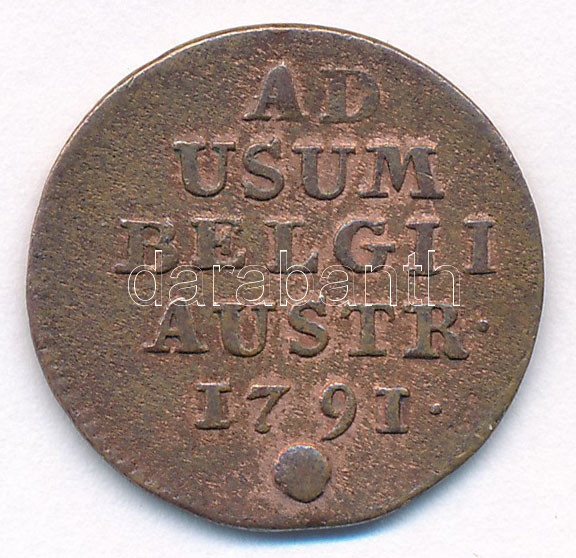 AD
USUM
BELGII
darabanth
AUSTR·
1791·